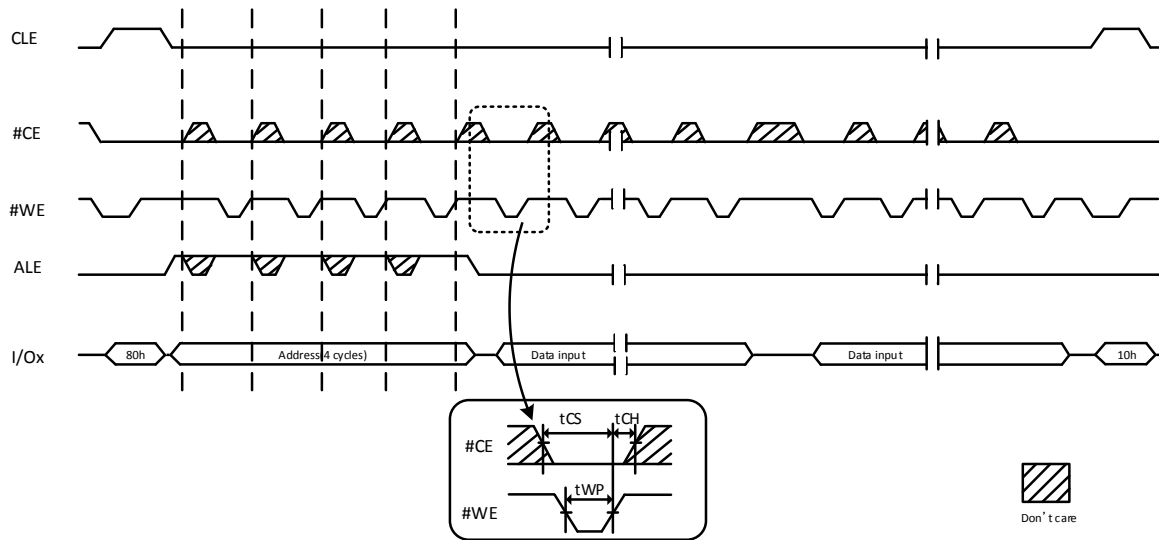 CLE
#CE
#WE
ALE
I/Ox
80h
Address(4 cycles)
Data input
Data input
10h
tCS
tCH
#CE
tWP
#WE
Don't care